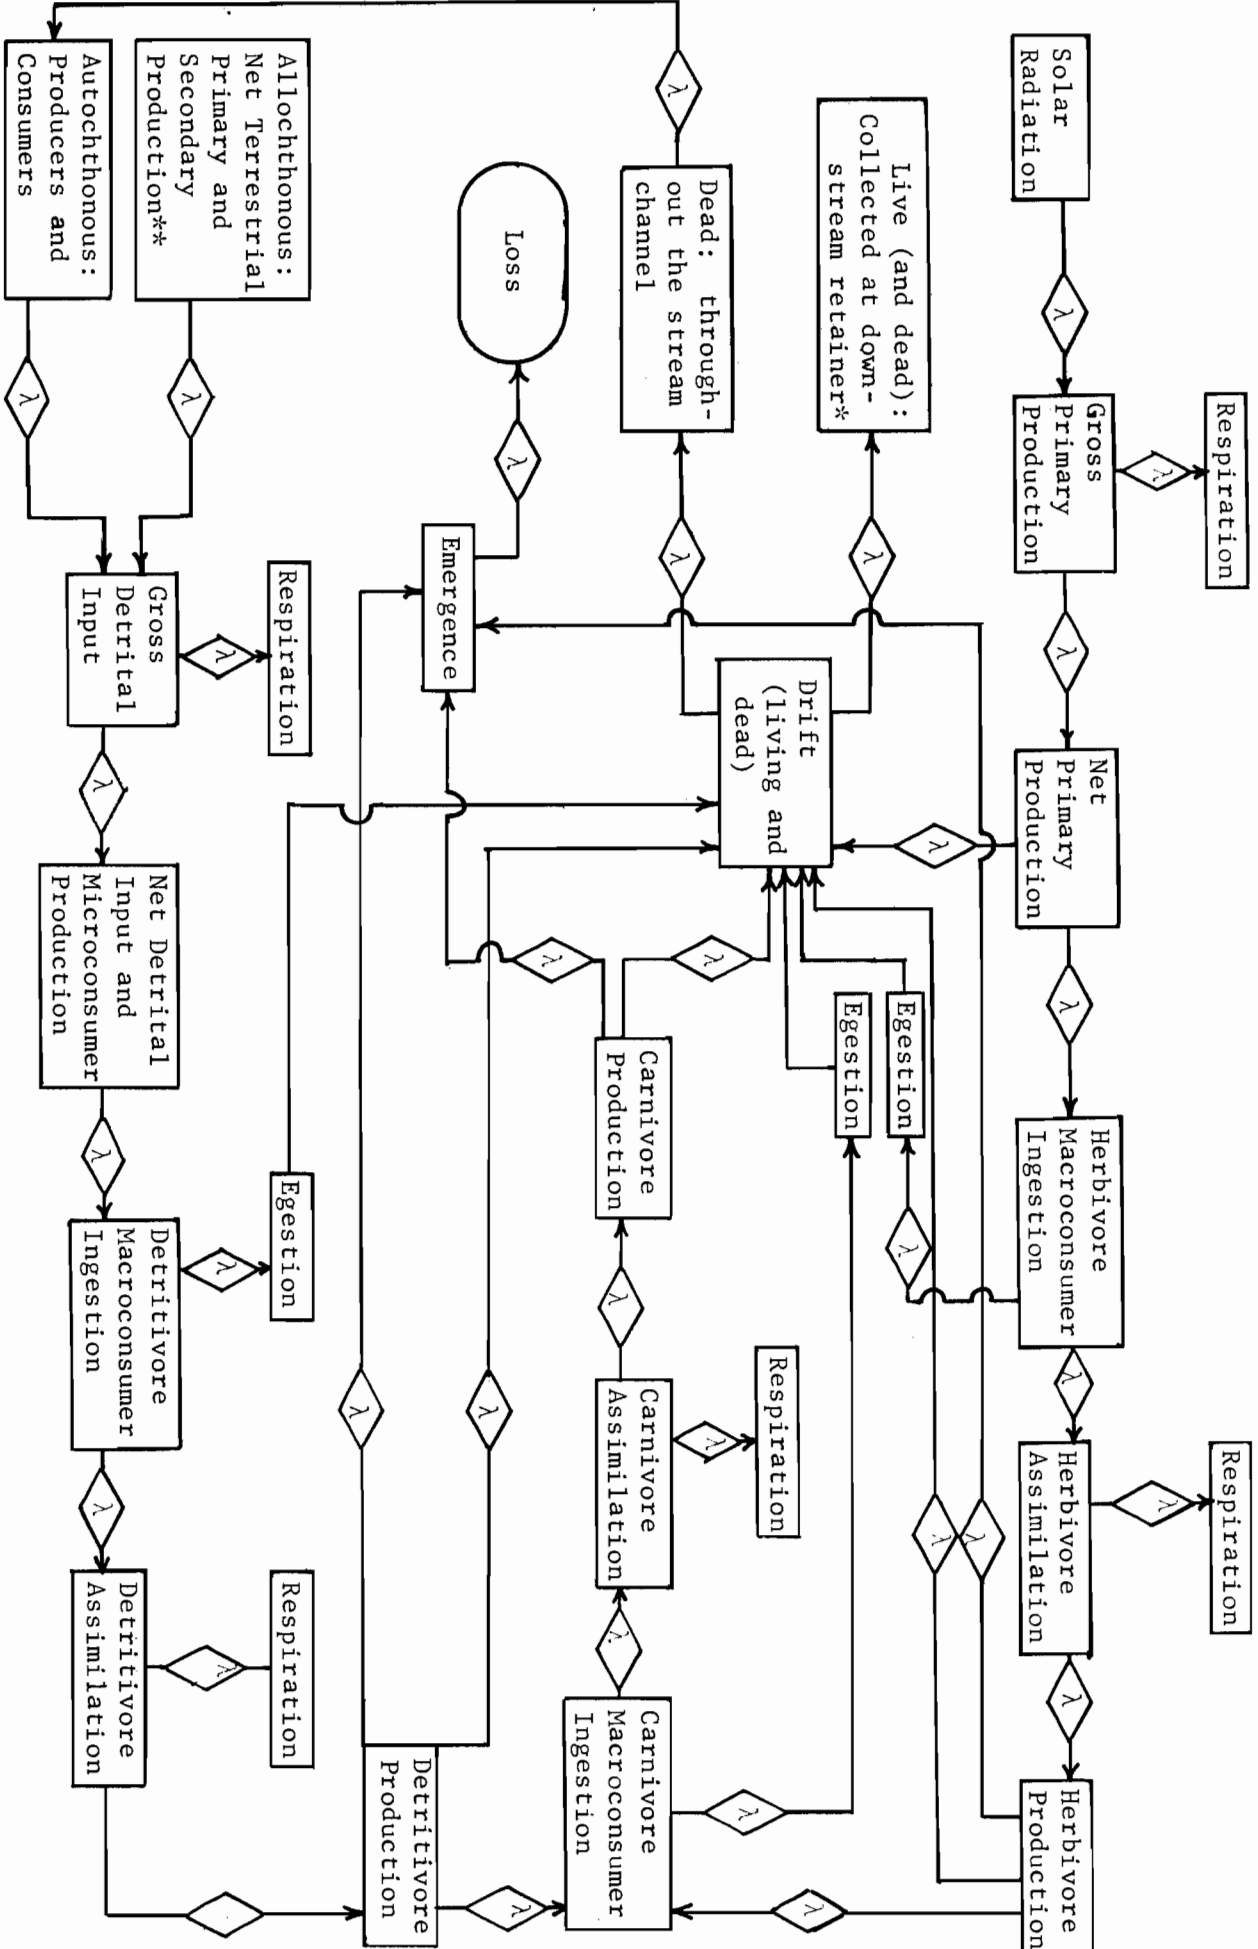 Respiration
Respiration
λ
λ
Solar
Radiation
λ
Gross
Primary
Production
λ
Net
Primary
Production
λ
Herbivore
Macroconsumer
Ingestion
λ
Herbivore
Assimilation
λ
Herbivore
Production
λ
λ
λ
λ
Live (and dead):
Collected at down-
stream retainer*
λ
Egestion
Egestion
λ
Drift
(living and
dead)
Respiration
λ
λ
Dead: through-
out the stream
channel
λ
λ
λ
λ
Carnivore
Production
λ
Carnivore
Assimilation
λ
Carnivore
Macroconsumer
Ingestion
Loss
λ
λ
λ
λ
Emergence
λ
λ
Detritivore
Production
Allochthonous:
Net Terrestrial
Primary and
Secondary
Production**
λ
Respiration
Egestion
Respiration
λ
λ
λ
Autochthonous:
Producers and
Consumers
λ
Gross
Detrital
Input
λ
Net Detrital
Input and
Microconsumer
Production
λ
Detritivore
Macroconsumer
Ingestion
λ
Detritivore
Assimilation